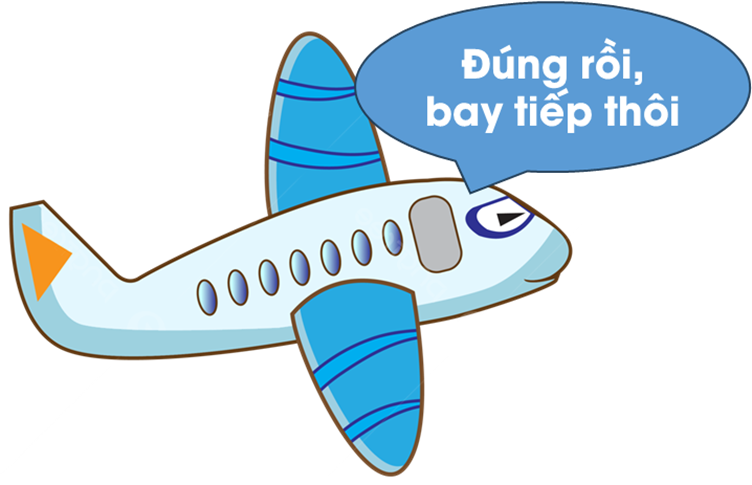 Đúng rồi,
bay tiếp thôi